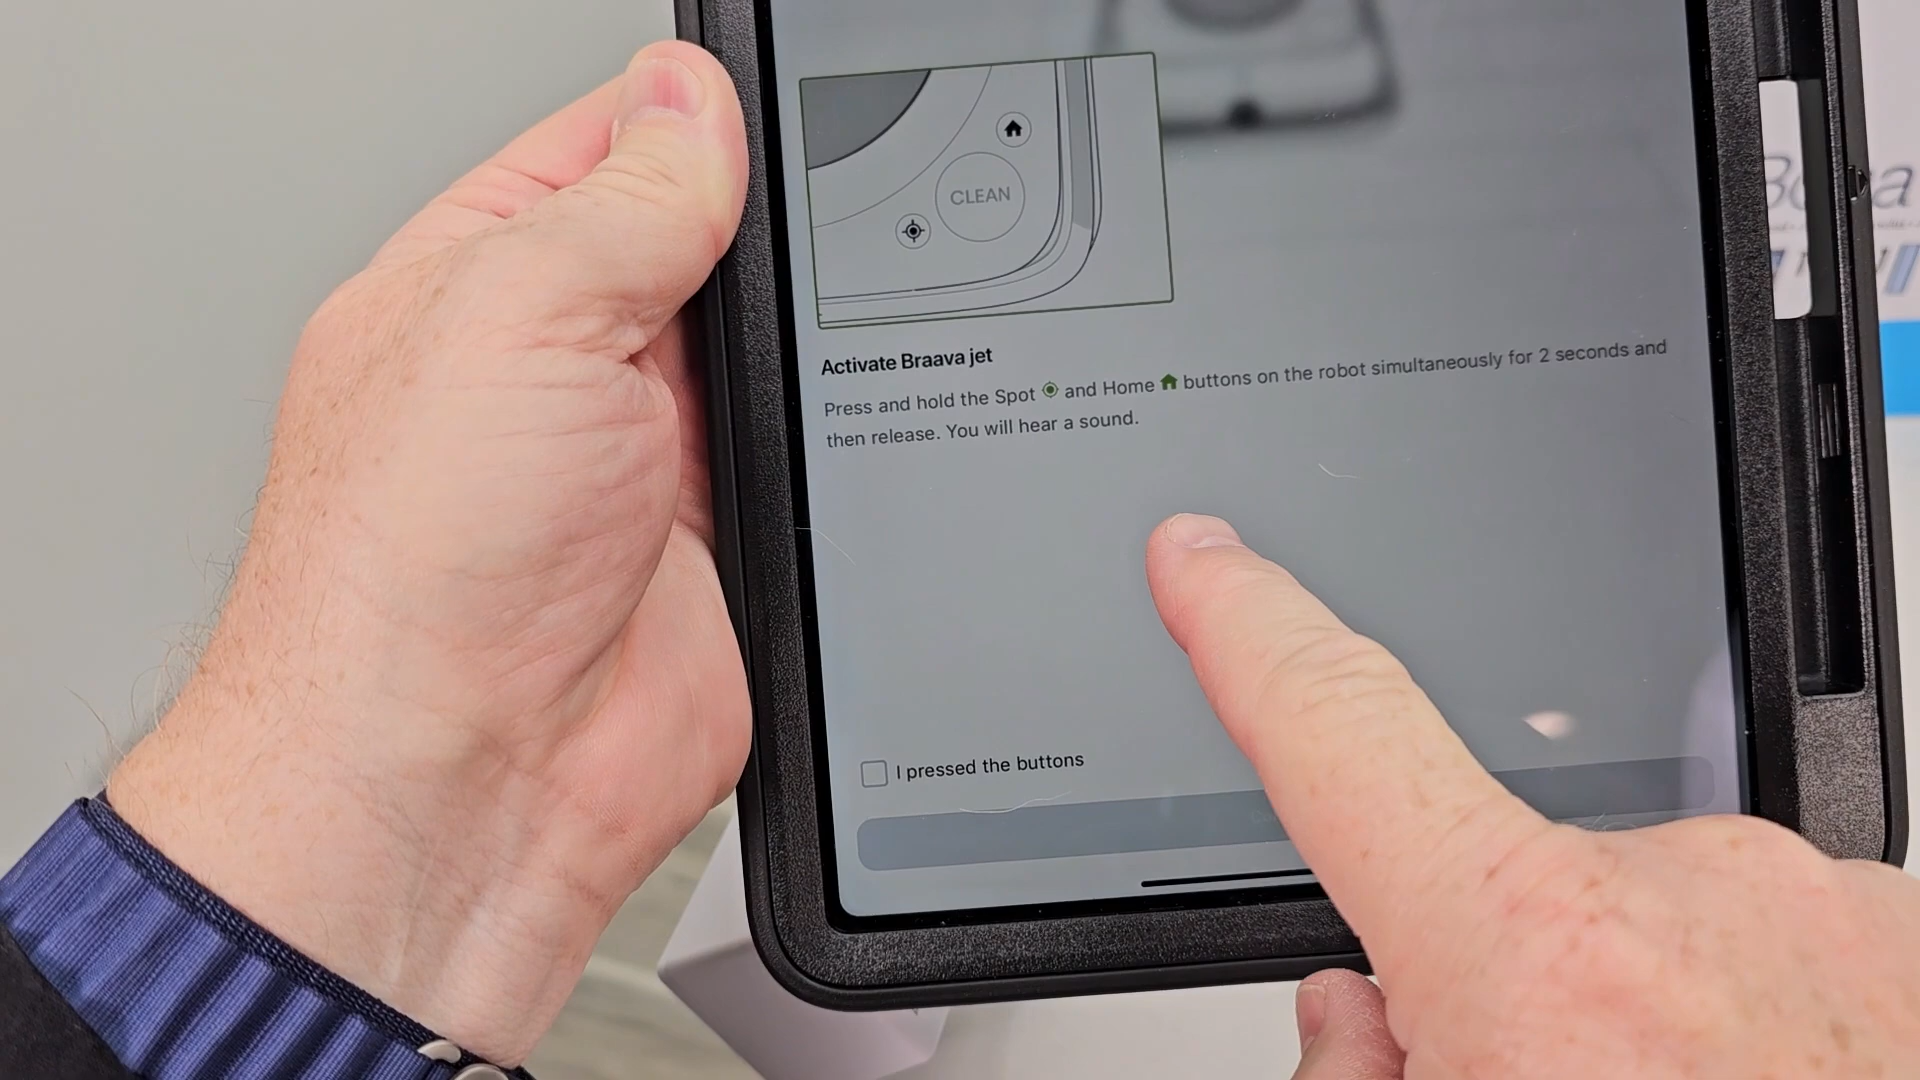 CLEAN
Activate Braava jet
Press and hold the Spot and Home buttons on the robot simultaneously for 2 seconds and
then release. You will hear a sound.
I pressed the buttons